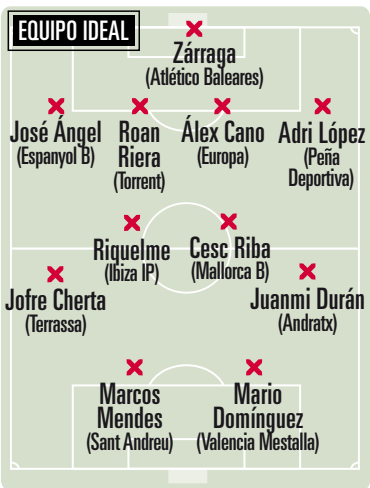 EQUIPO IDEAL
Zárraga
(Atlético Baleares)
José Ángel
(Espanyol B)
Roan
Riera
(Torrent)
Álex Cano
(Europa)
Adri López
(Peña
Deportiva)
Riquelme
(Ibiza IP)
Cesc Riba
(Mallorca B)
Jofre Cherta
(Terrassa)
Juanmi Durán
(Andratx)
Marcos
Mendes
(Sant Andreu)
Mario
Domínguez
(Valencia Mestalla)